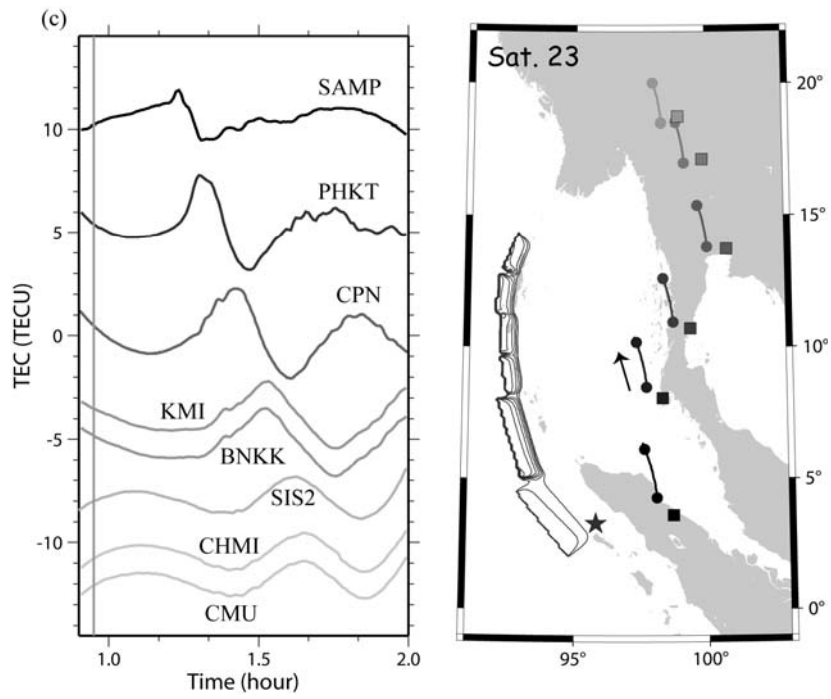 (c)
SAMP
PHKT
CPN
KMI
BNKK
SIS2
CHMI
CMU
10
5
0
-5
-10
TEC (TECU)
1.0
1.5
2.0
Time (hour)
Sat. 23
20°
15°
10°
5°
0°
95°
100°